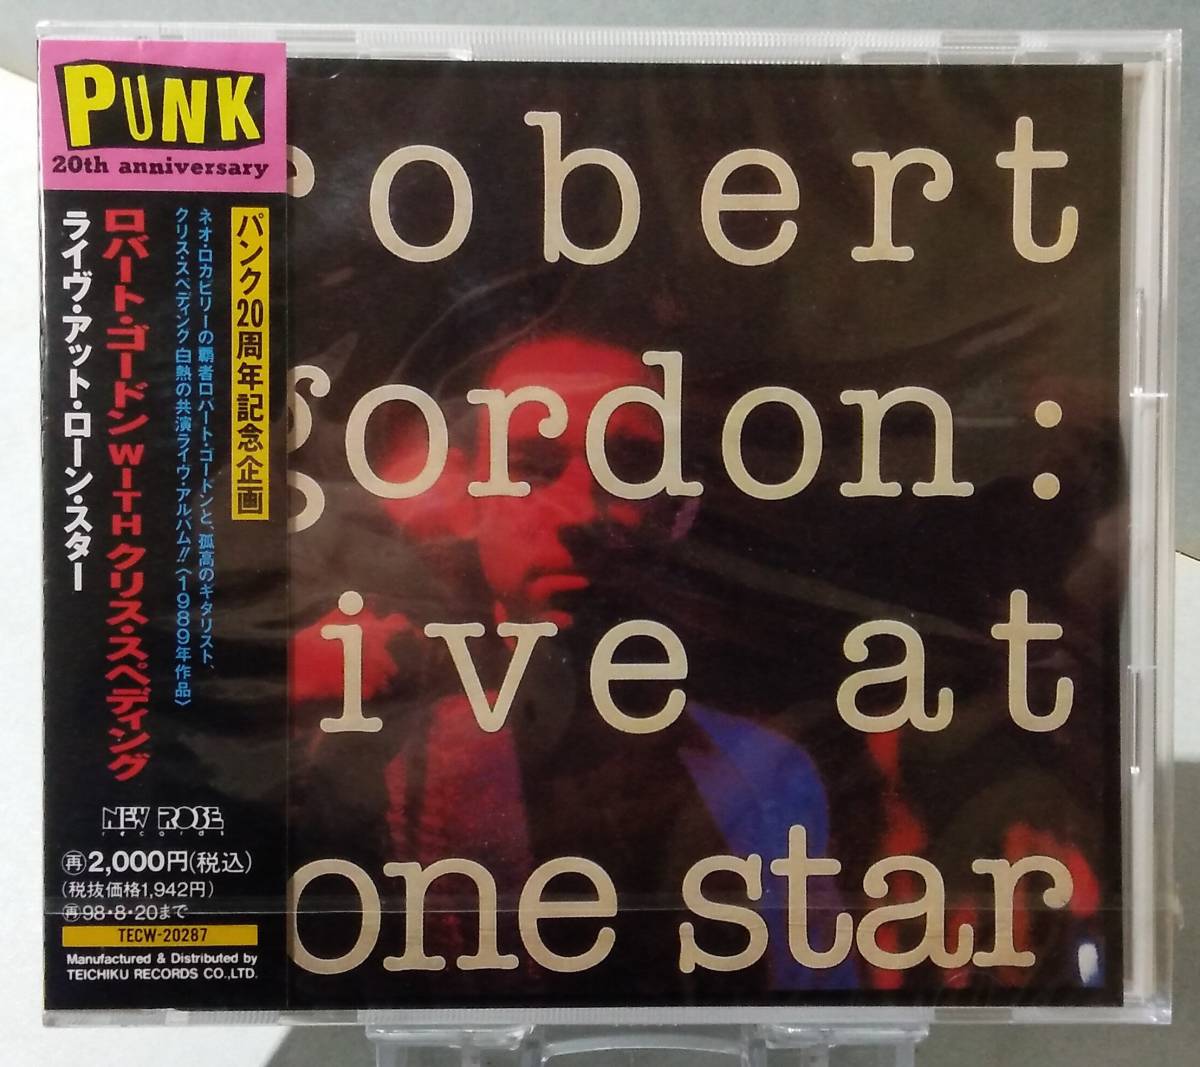 PUNK
20th anniversary
パンク20周年記念企画
ネオ・ロカビリーの覇者ロバート・ゴードンと、孤高のギタリスト、
クリス・スペディング白熱の共演ライヴ・アルバム!!〈1989年作品〉
ロバート・ゴードン WITH クリス・スペディング
ライヴ・アット・ローン・スター
NEW ROSE
records
再2,000円(税込)
(税抜価格1,942円)
再98・8・20まで
TECW-20287
Manufactured & Distributed by
TEICHIKU RECORDS CO.,LTD.
robert
gordon:
ive at
one star